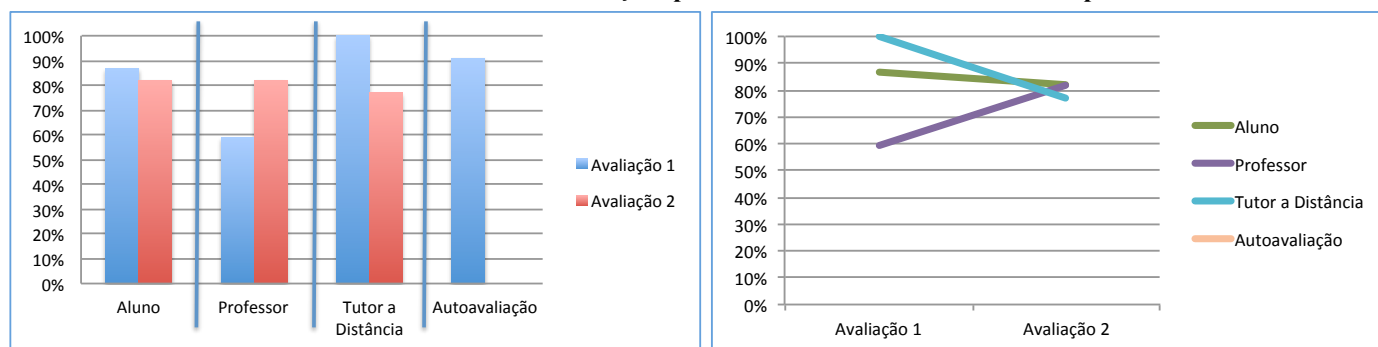 100%
90%
80%
70%
60%
50%
40%
30%
20%
10%
0%
Aluno
Professor
Tutor a
Distância
Autoavaliação
Avaliação 1
Avaliação 2
100%
90%
80%
70%
60%
50%
40%
30%
20%
10%
0%
Avaliação 1
Avaliação 2
Aluno
Professor
Tutor a Distância
Autoavaliação